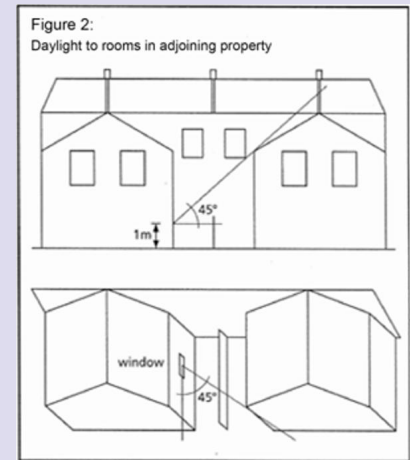 Figure 2:
Daylight to rooms in adjoining property
45°
1m
window
45°